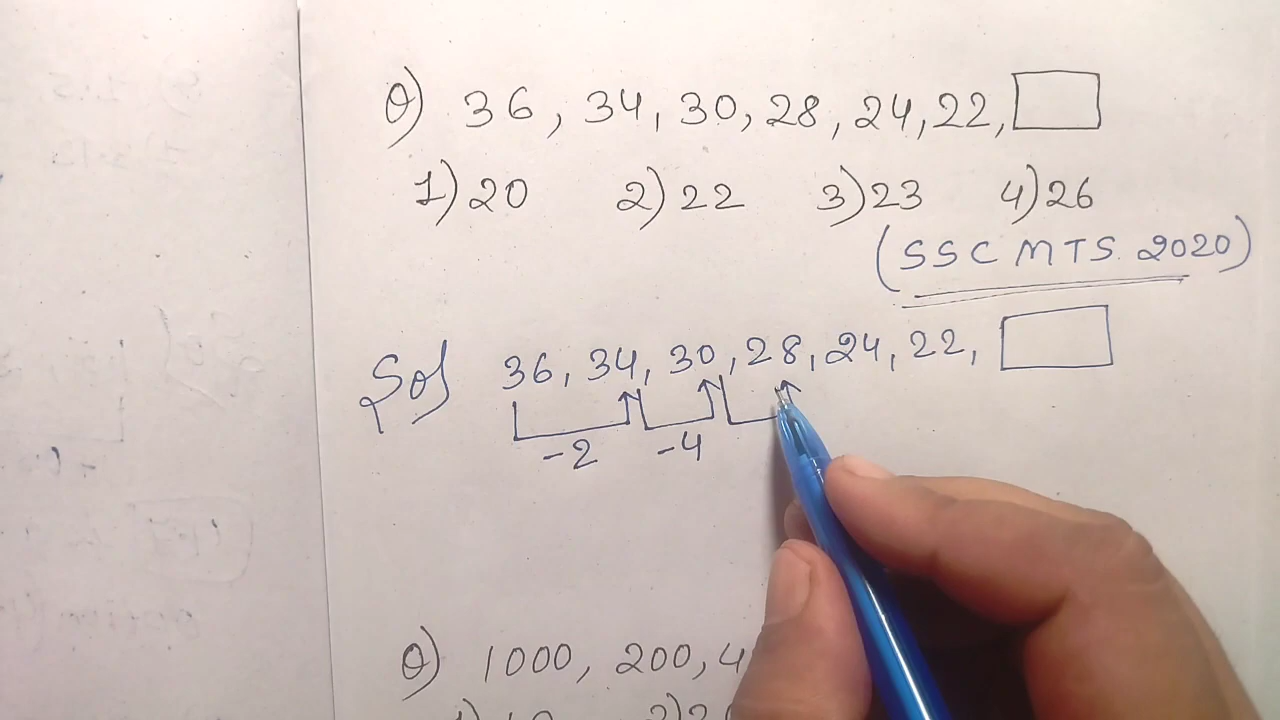 Q) 36, 34, 30, 28, 24, 22,
1) 20 2) 22 3) 23 4) 26
(SSC MTS 2020)
Sol 36, 34, 30, 28, 24, 22,
-2 -4
Q) 1000, 200, 4